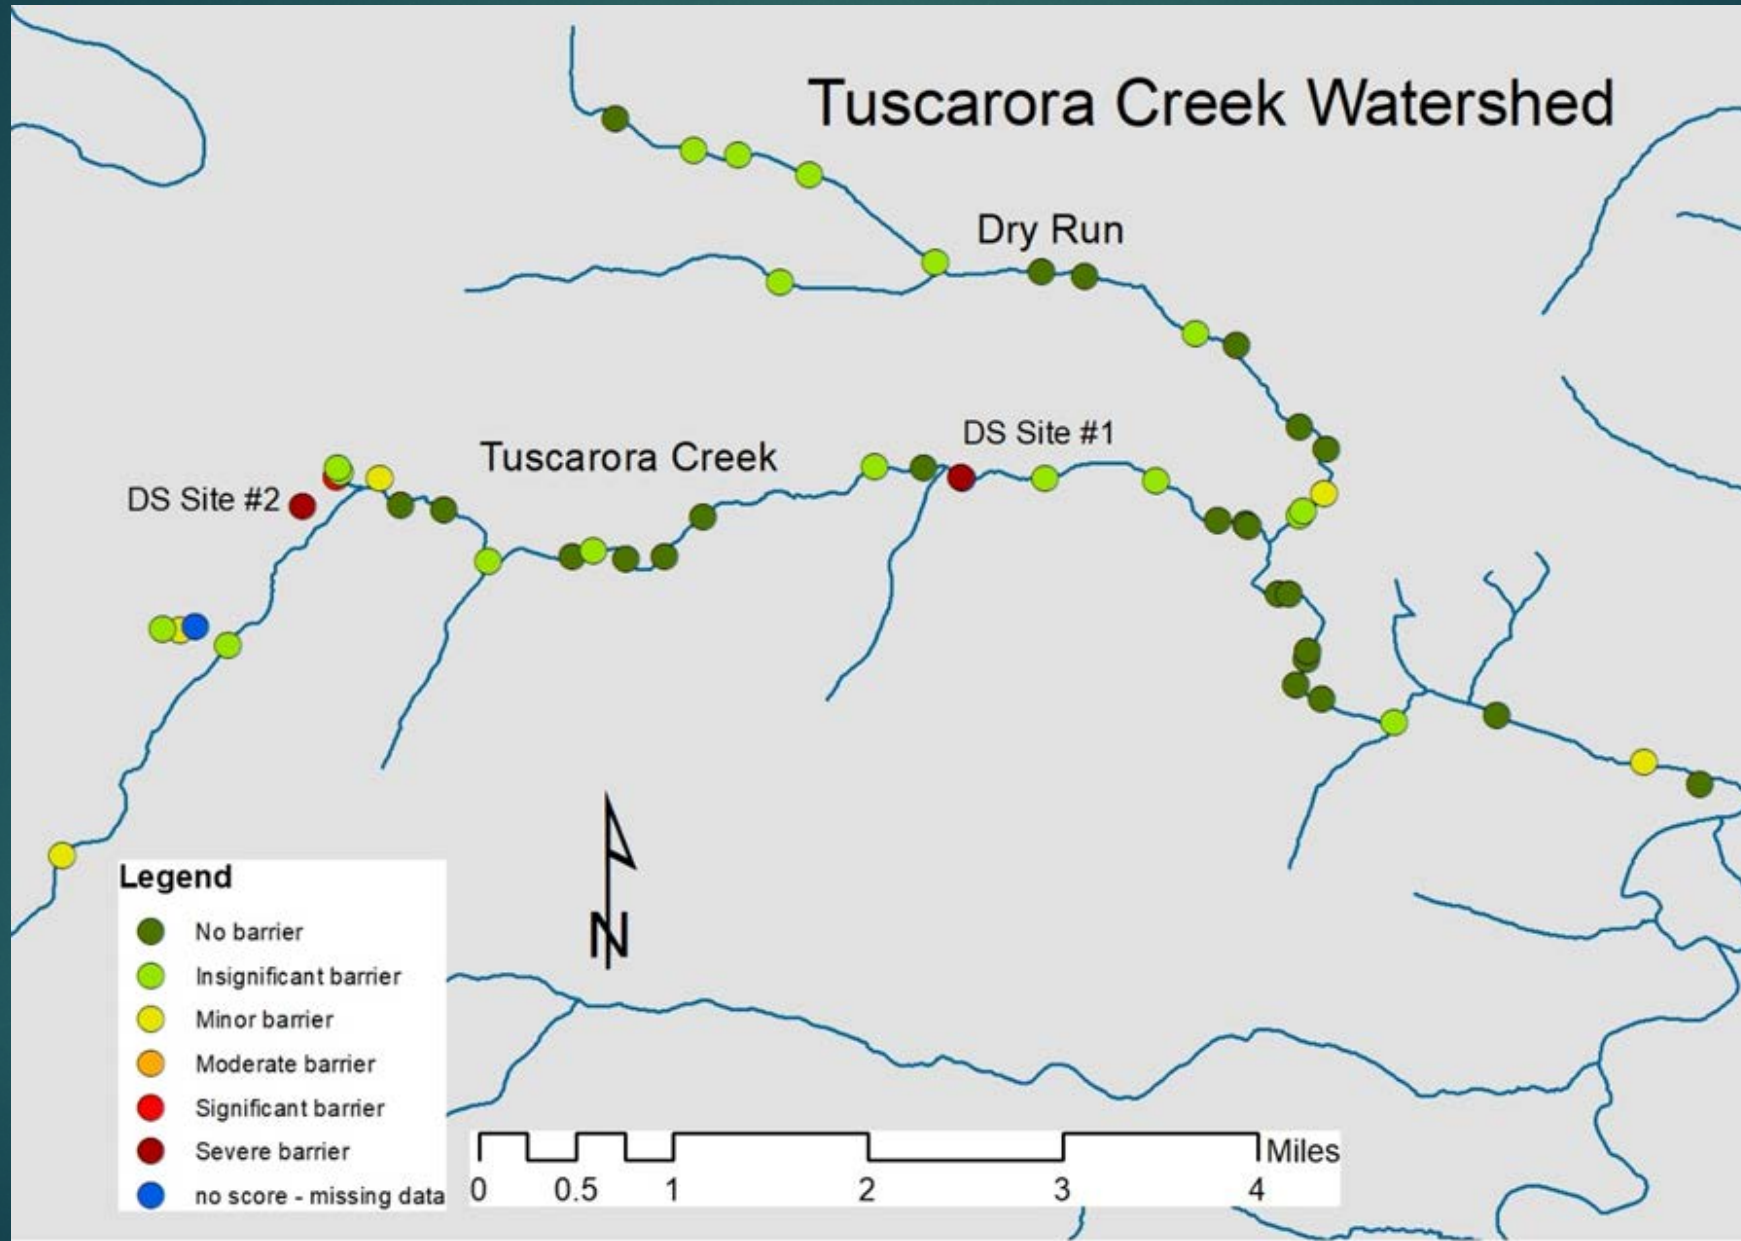 Tuscarora Creek Watershed
Dry Run
DS Site #1
Tuscarora Creek
DS Site #2
Legend
No barrier
Insignificant barrier
Minor barrier
Moderate barrier
Significant barrier
Severe barrier
no score - missing data
N
Miles
0 0.5 1 2 3 4